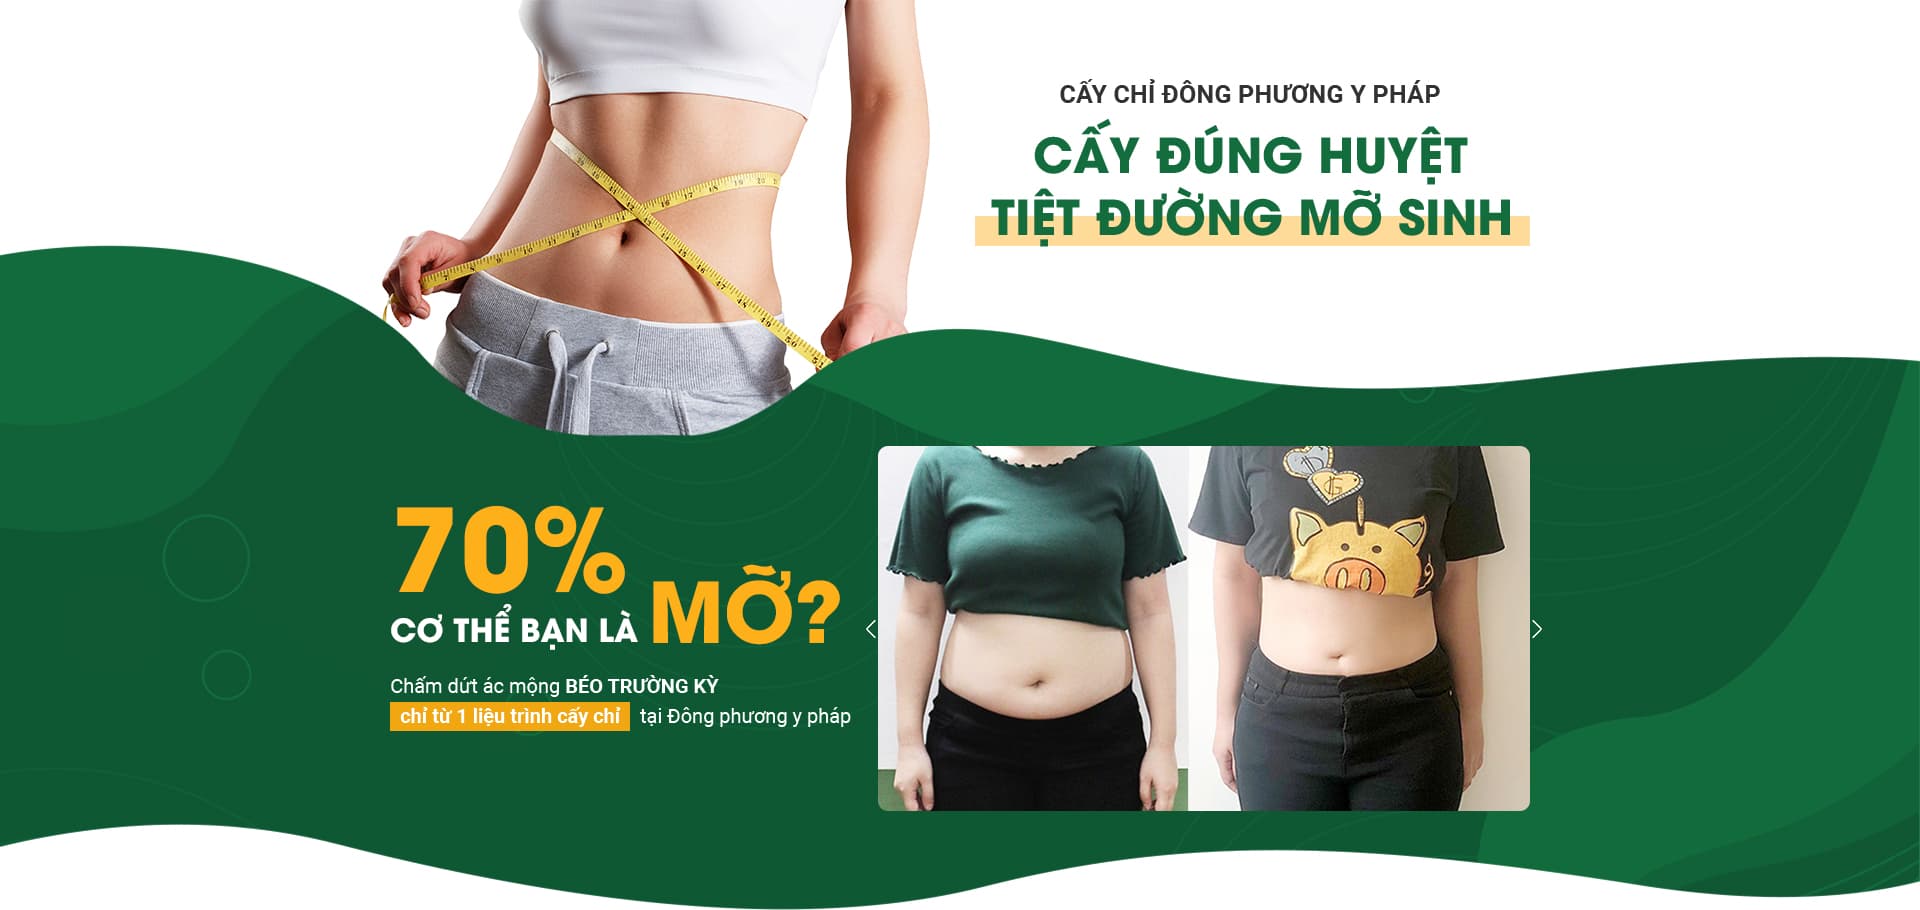 CẤY CHỈ ĐÔNG PHƯƠNG Y PHÁP
CẤY ĐÚNG HUYỆT
TIỆT ĐƯỜNG MỠ SINH
70%
CƠ THỂ BẠN LÀ MỠ?
Chấm dứt ác mộng BÉO TRƯỜNG KỲ
chỉ từ 1 liệu trình cấy chỉ tại Đông phương y pháp